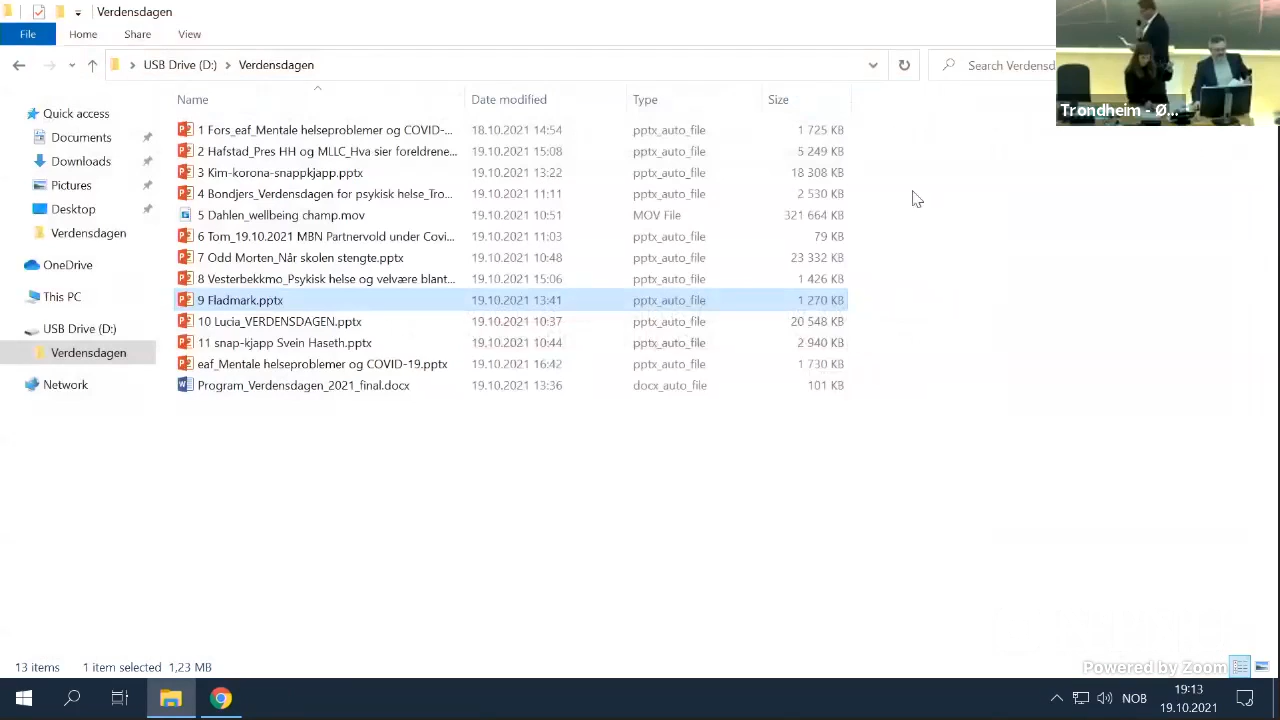 Verdensdagen
File Home Share View
USB Drive (D:) Verdensdagen Search Verdensd
Trondheim - Ø...
Name Date modified Type Size
Quick access
Documents
Downloads
Pictures
Desktop
Verdensdagen
OneDrive
This PC
USB Drive (D:)
Verdensdagen
Network
1 Fors_eaf_Mentale helseproblemer og COVID-... 18.10.2021 14:54 pptx_auto_file 1 725 KB
2 Hafstad_Pres HH og MLLC_Hva sier foreldrene... 19.10.2021 15:08 pptx_auto_file 5 249 KB
3 Kim-korona-snappkjapp.pptx 19.10.2021 13:22 pptx_auto_file 18 308 KB
4 Bondjers_Verdensdagen for psykisk helse_Tro... 19.10.2021 11:11 pptx_auto_file 2 530 KB
5 Dahlen_wellbeing champ.mov 19.10.2021 10:51 MOV File 321 664 KB
6 Tom_19.10.2021 MBN Partnervold under Covi... 19.10.2021 11:03 pptx_auto_file 79 KB
7 Odd Morten_Når skolen stengte.pptx 19.10.2021 10:48 pptx_auto_file 23 332 KB
8 Vesterbekkmo_Psykisk helse og velvære blant... 19.10.2021 15:06 pptx_auto_file 1 426 KB
9 Fladmark.pptx 19.10.2021 13:41 pptx_auto_file 1 270 KB
10 Lucia_VERDENSDAGEN.pptx 19.10.2021 10:37 pptx_auto_file 20 548 KB
11 snap-kjapp Svein Haseth.pptx 19.10.2021 10:44 pptx_auto_file 2 940 KB
eaf_Mentale helseproblemer og COVID-19.pptx 19.10.2021 16:42 pptx_auto_file 1 730 KB
Program_Verdensdagen_2021_final.docx 19.10.2021 13:36 docx_auto_file 101 KB
13 items 1 item selected 1,23 MB
Powered by Zoom
NOB
19:13
19.10.2021